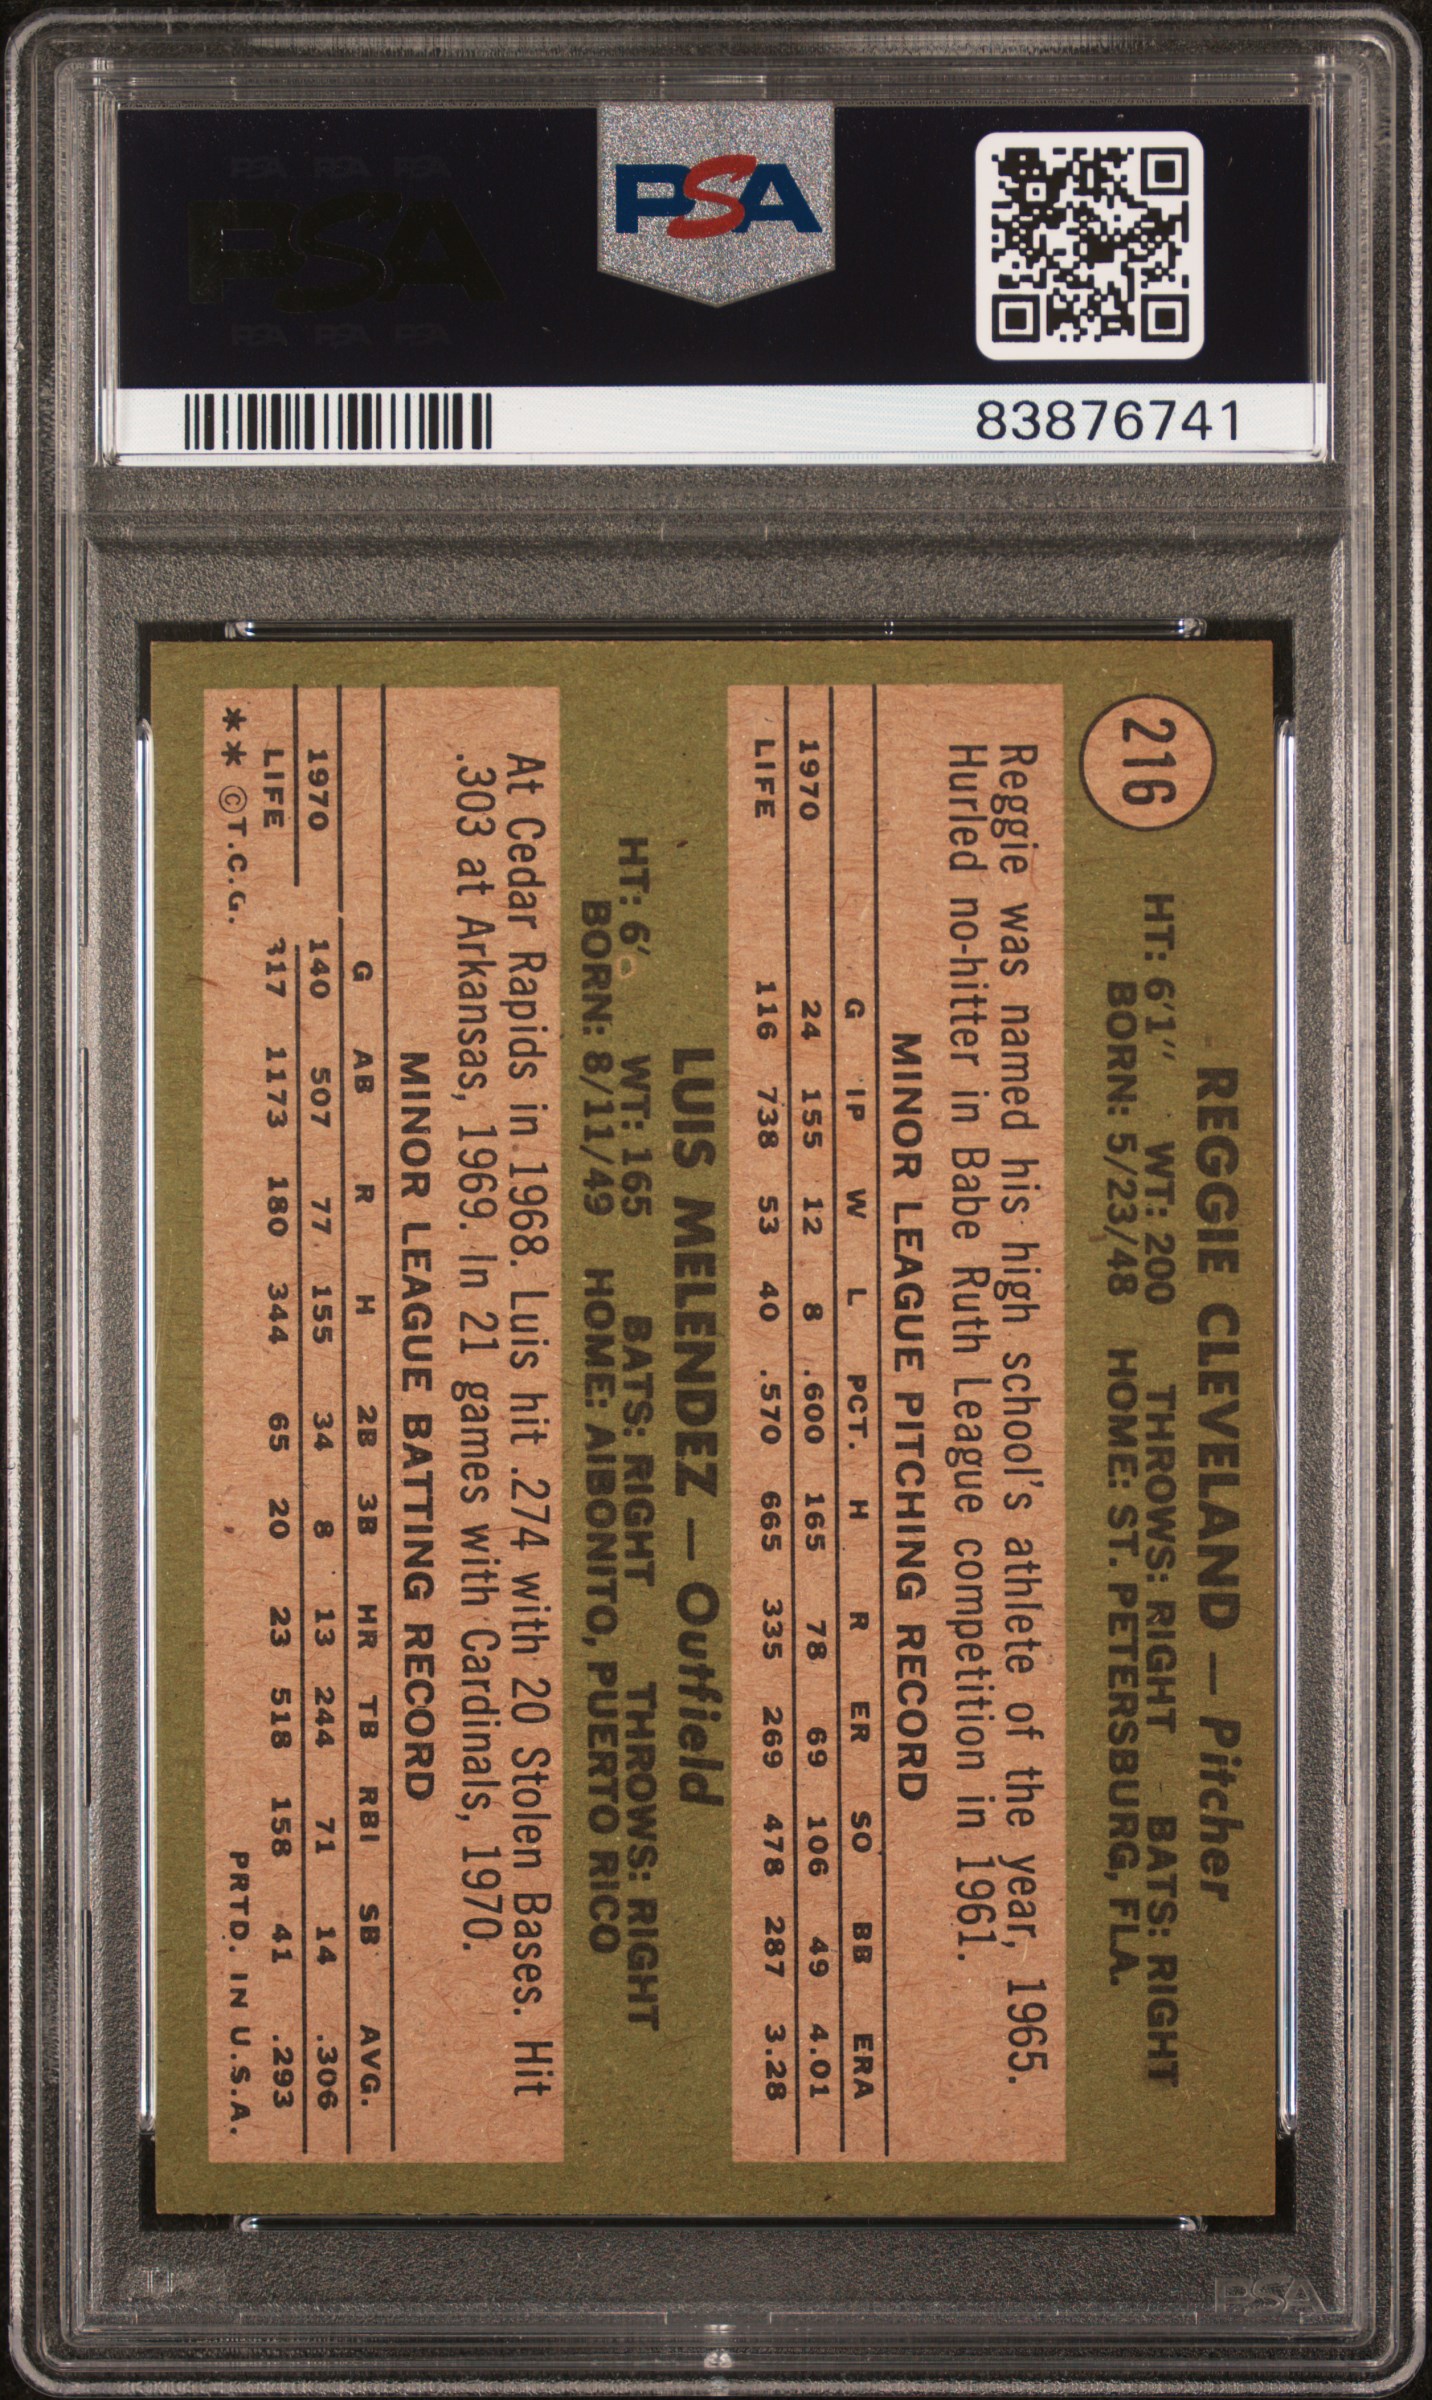 PSA
PSA PSA PSA
PSA
PSA PSA PSA
83876741
216
REGGIE CLEVELAND — Pitcher
HT: 6'1" WT: 200 THROWS: RIGHT BATS: RIGHT
BORN: 5/23/48 HOME: ST. PETERSBURG, FLA.
Reggie was named his high school's athlete of the year, 1965.
Hurled no-hitter in Babe Ruth League competition in 1961.
MINOR LEAGUE PITCHING RECORD
G IP W L PCT. H R ER SO BB ERA
1970 24 155 12 8 .600 165 78 69 106 49 4.01
LIFE 116 738 53 40 .570 665 335 269 478 287 3.28
LUIS MELENDEZ — Outfield
HT: 6' WT: 165 BATS: RIGHT THROWS: RIGHT
BORN: 8/11/49 HOME: AIBONITO, PUERTO RICO
At Cedar Rapids in 1968. Luis hit .274 with 20 Stolen Bases. Hit
.303 at Arkansas, 1969. In 21 games with Cardinals, 1970.
MINOR LEAGUE BATTING RECORD
G AB R H 2B 3B HR TB RBI SB AVG.
1970 140 507 77 155 34 8 13 244 71 14 .306
LIFE 317 1173 180 344 65 20 23 518 158 41 .293
** ©T.C.G. PRTD. IN U.S.A.
PSA